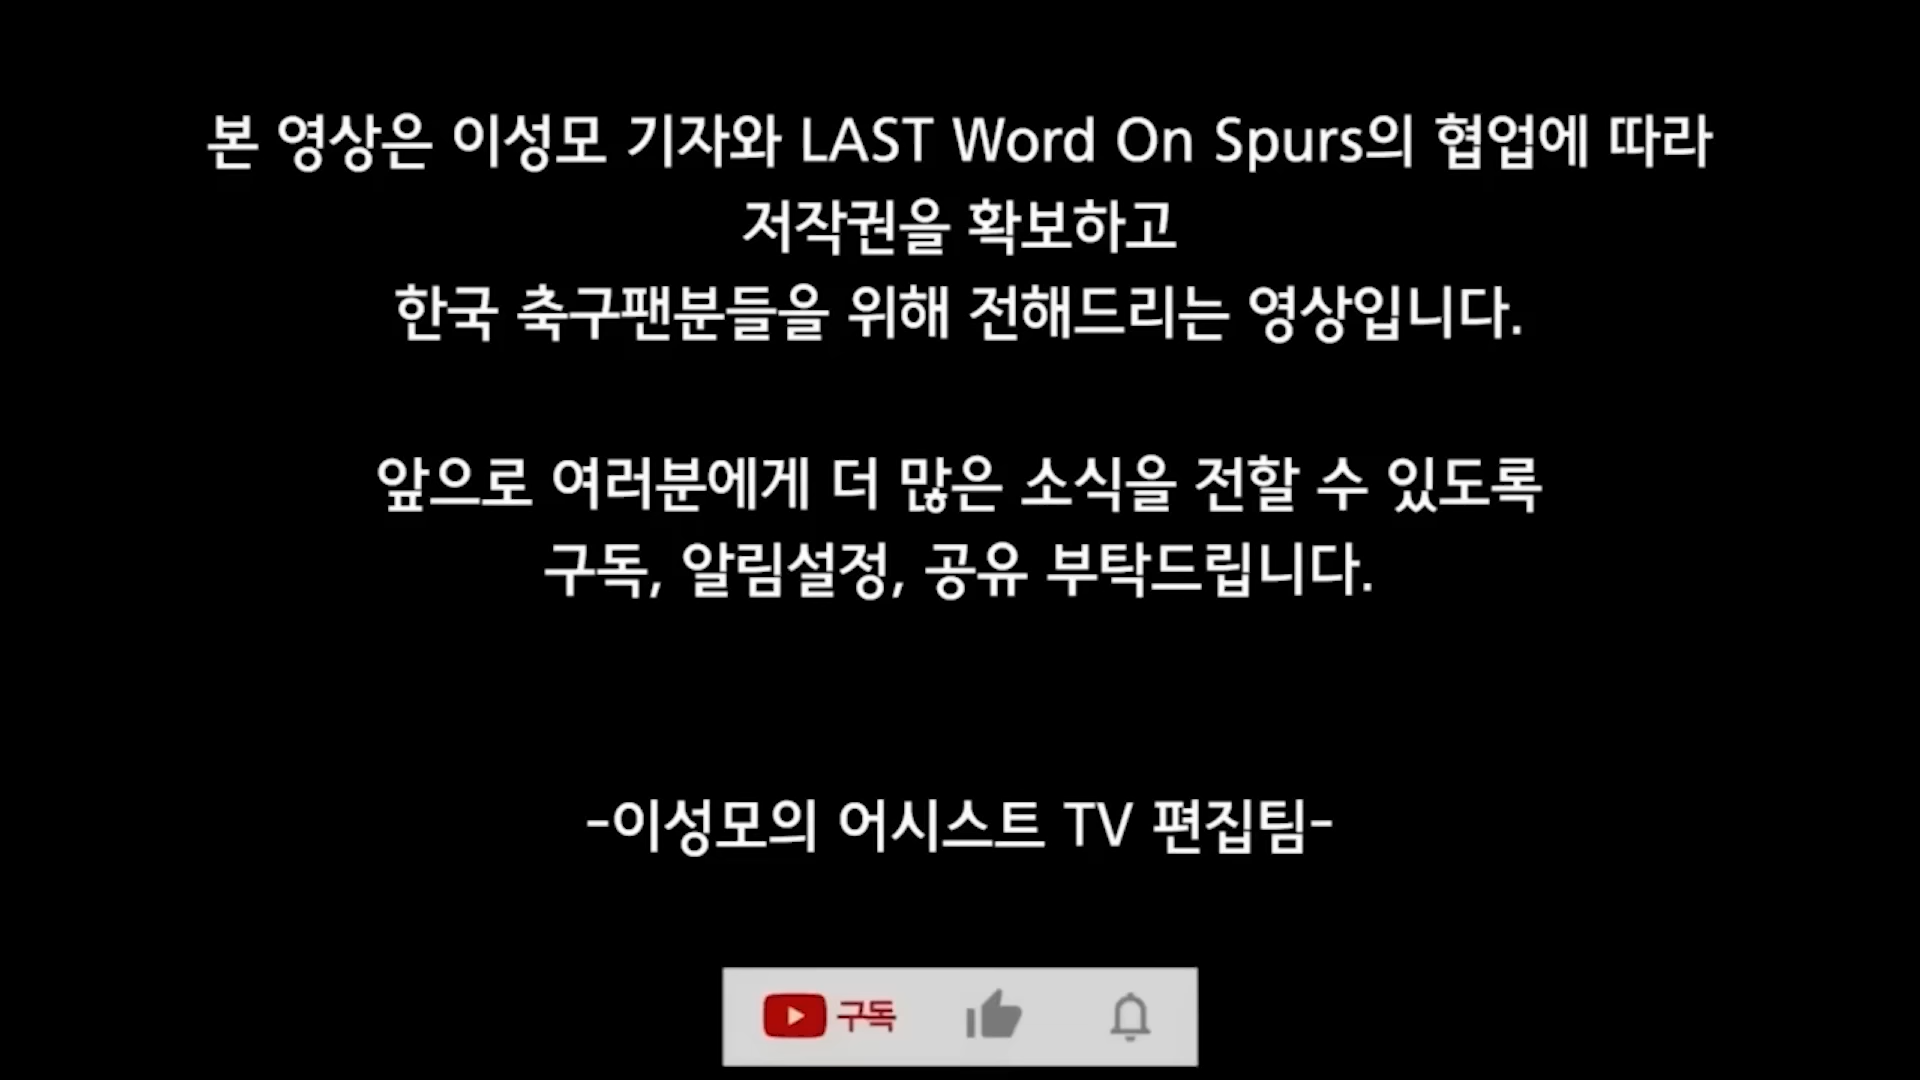 본 영상은 이성모 기자와 LAST Word On Spurs의 협업에 따라
저작권을 확보하고
한국 축구팬분들을 위해 전해드리는 영상입니다.
앞으로 여러분에게 더 많은 소식을 전할 수 있도록
구독, 알림설정, 공유 부탁드립니다.
-이성모의 어시스트 TV 편집팀-
구독